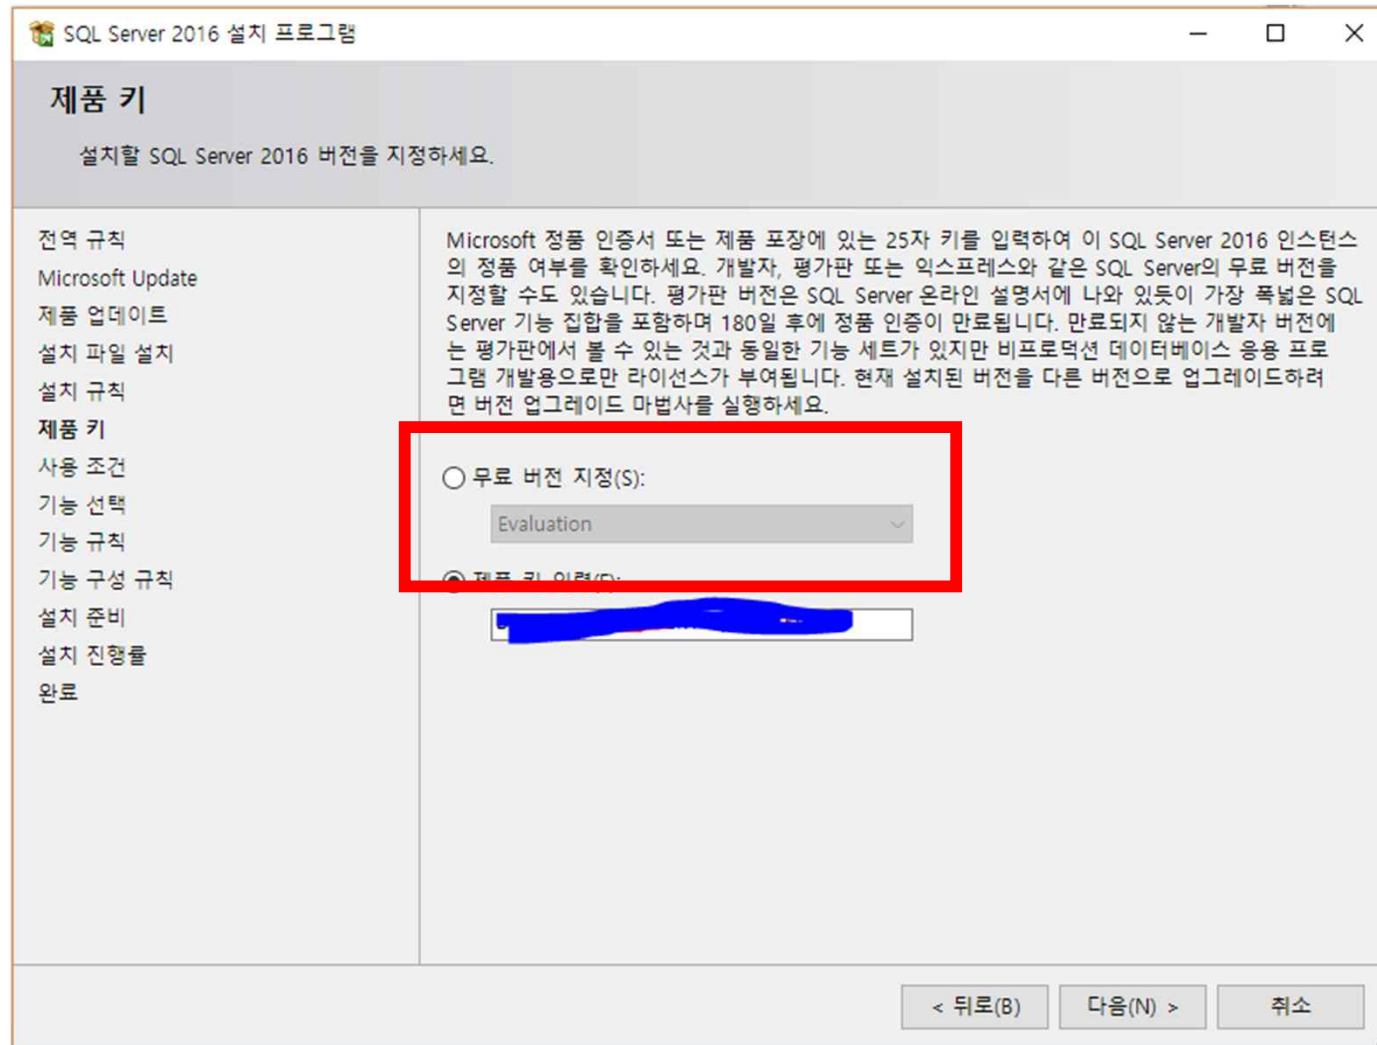 SQL Server 2016 설치 프로그램
제품 키
설치할 SQL Server 2016 버전을 지정하세요.
전역 규칙
Microsoft Update
제품 업데이트
설치 파일 설치
설치 규칙
제품 키
사용 조건
기능 선택
기능 규칙
기능 구성 규칙
설치 준비
설치 진행률
완료
Microsoft 정품 인증서 또는 제품 포장에 있는 25자 키를 입력하여 이 SQL Server 2016 인스턴스
의 정품 여부를 확인하세요. 개발자, 평가판 또는 익스프레스와 같은 SQL Server의 무료 버전을
지정할 수도 있습니다. 평가판 버전은 SQL Server 온라인 설명서에 나와 있듯이 가장 폭넓은 SQL
Server 기능 집합을 포함하며 180일 후에 정품 인증이 만료됩니다. 만료되지 않는 개발자 버전에
는 평가판에서 볼 수 있는 것과 동일한 기능 세트가 있지만 비프로덕션 데이터베이스 응용 프로
그램 개발용으로만 라이선스가 부여됩니다. 현재 설치된 버전을 다른 버전으로 업그레이드하려
면 버전 업그레이드 마법사를 실행하세요.
무료 버전 지정(S):
Evaluation
제품 키 입력(E):
< 뒤로(B)
다음(N) >
취소